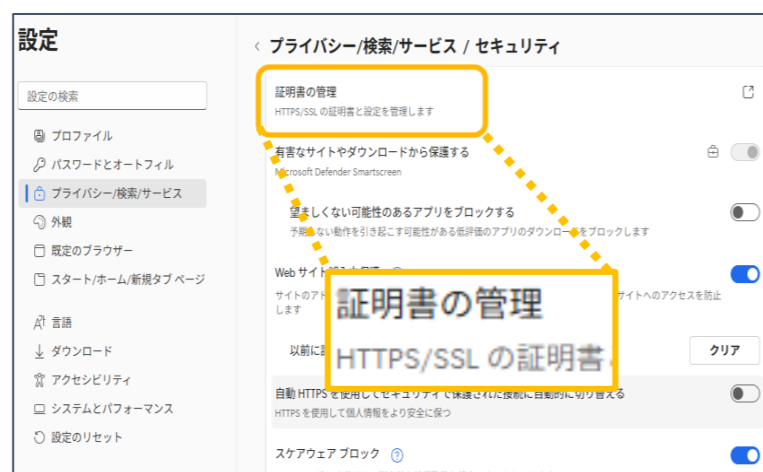 設定
設定の検索
プロファイル
パスワードとオートフィル
プライバシー/検索/サービス
外観
既定のブラウザー
スタート/ホーム/新規タブ ページ
言語
ダウンロード
アクセシビリティ
システムとパフォーマンス
設定のリセット
プライバシー/検索/サービス / セキュリティ
証明書の管理
HTTPS/SSL の証明書と設定を管理します
有害なサイトやダウンロードから保護する
Microsoft Defender Smartscreen
望ましくない可能性のあるアプリをブロックする
予期しない動作を引き起こす可能性がある低評価のアプリのダウンロードをブロックします
Web サイト
サイトのアド
サイトへのアクセスを防止
します
証明書の管理
HTTPS/SSL の証明書
以前に
クリア
自動 HTTPS を使用してセキュリティで保護された接続に自動的に切り替える
HTTPS を使用して個人情報をより安全に保つ
スケアウェア ブロック